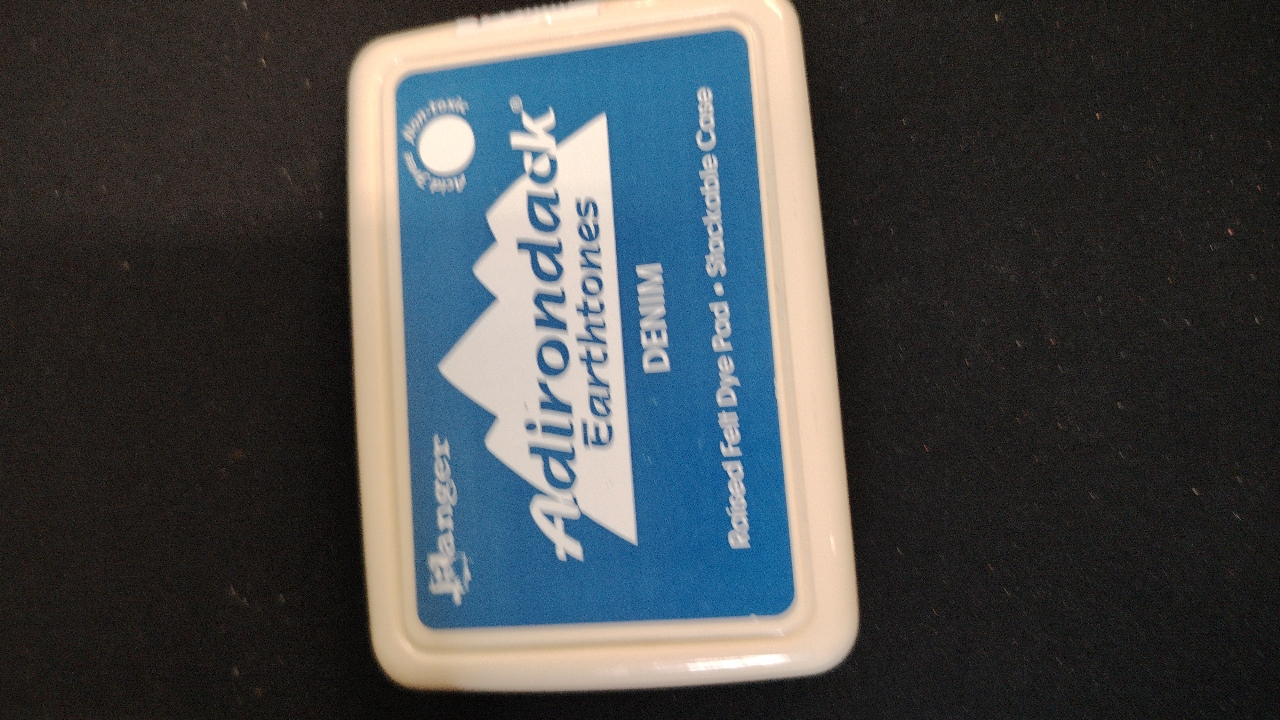 Ranger
Non-Toxic
Acid Free
Adirondack®
Earthtones
DENIM
Raised Felt Dye Pad • Stackable Case